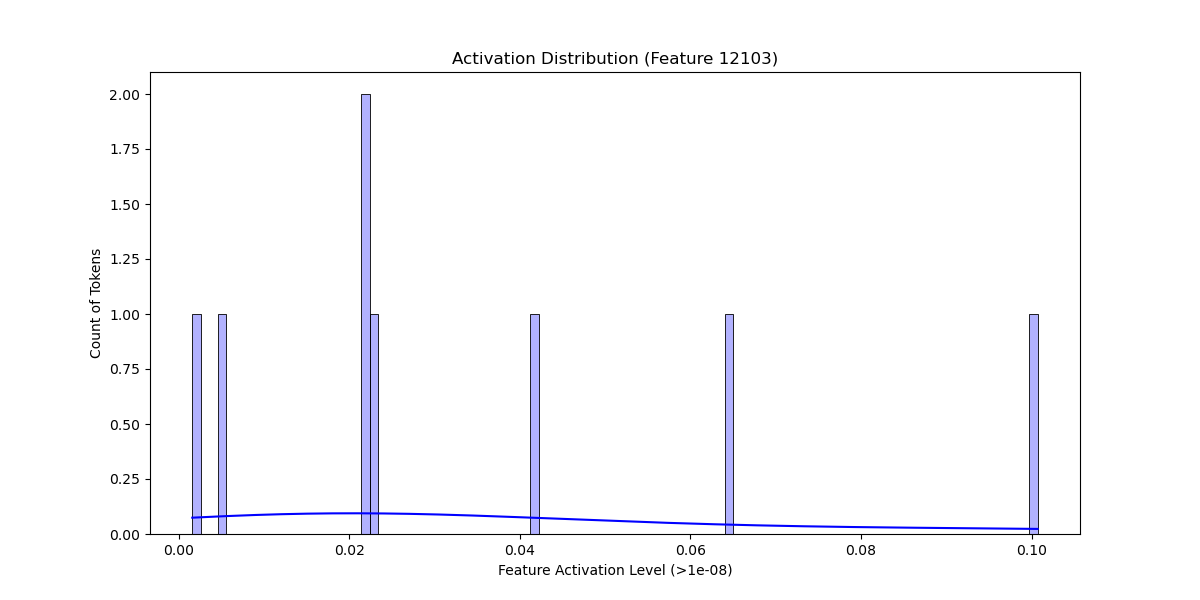 Activation Distribution (Feature 12103)
2.00
1.75
1.50
1.25
1.00
0.75
0.50
0.25
0.00
Count of Tokens
0.00 0.02 0.04 0.06 0.08 0.10
Feature Activation Level (>1e-08)